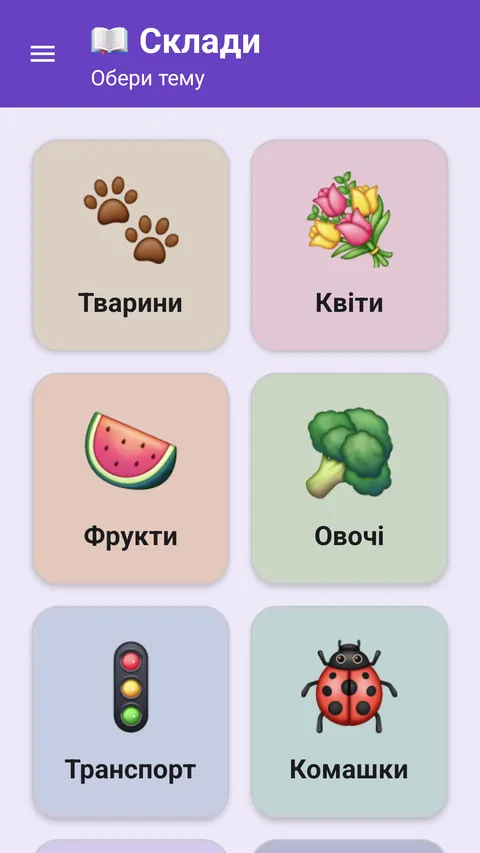 Склади
Обери тему
Тварини
Квіти
Фрукти
Овочі
Транспорт
Комашки